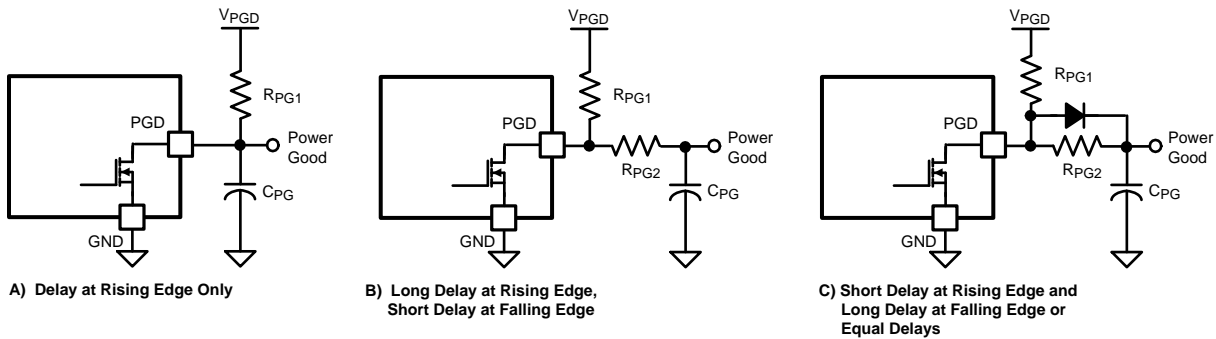 VPGD
RPG1
PGD
Power
Good
CPG
GND
A) Delay at Rising Edge Only
VPGD
RPG1
PGD
RPG2
Power
Good
CPG
GND
B) Long Delay at Rising Edge,
Short Delay at Falling Edge
VPGD
RPG1
PGD
RPG2
Power
Good
CPG
GND
C) Short Delay at Rising Edge and
Long Delay at Falling Edge or
Equal Delays